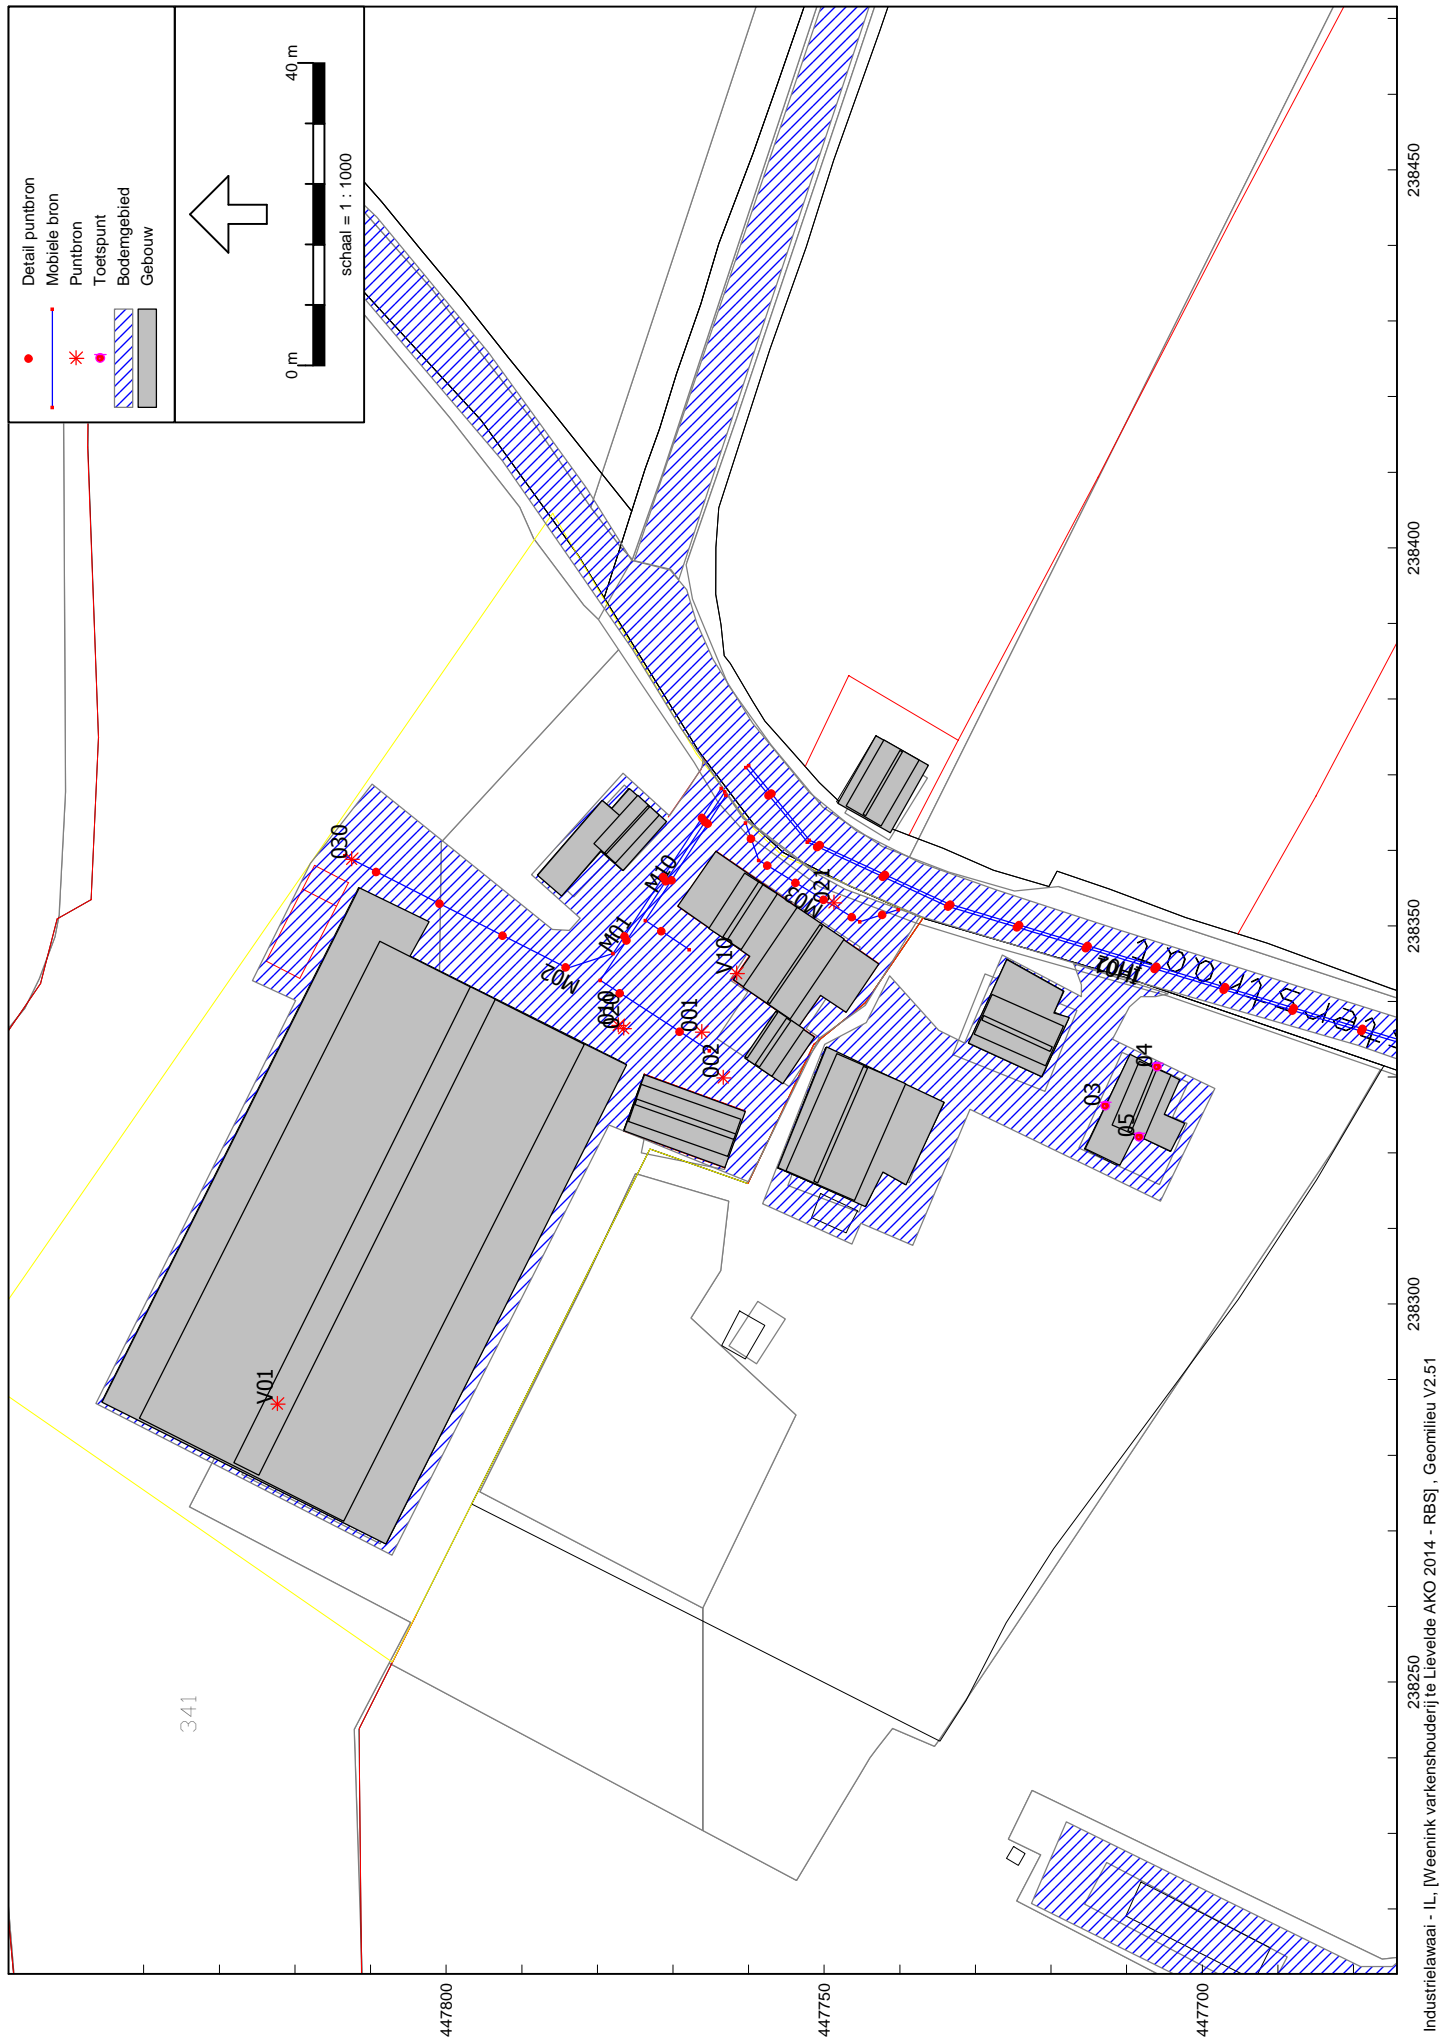 Detail puntbron
Mobiele bron
Puntbron
Toetspunt
Bodemgebied
Gebouw
0 m
40 m
schaal = 1 : 1000
341
V01
030
M02
M01
M10
010
020
001
002
V10
M03
021
03
04
05
447800
447750
447700
238250
238300
238350
238400
238450
Industrielawaai - IL, [Weenink varkenshouderij te Lievelde AKO 2014 - RBS] , Geomilieu V2.51